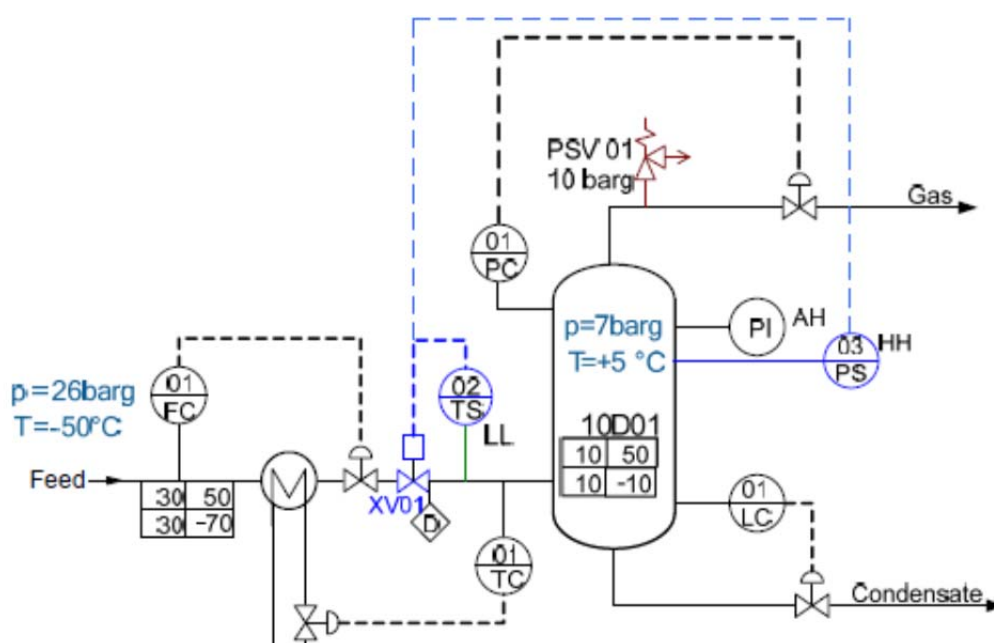 PSV 01
10 barg
Gas
01
PC
p=7barg
T=+5 °C
PI
AH
03
PS
HH
p=26barg
T=-50°C
01
FC
02
TS
LL
10D01
10 50
10 -10
Feed
30 50
30 -70
XV01
D
01
LC
01
TC
Condensate